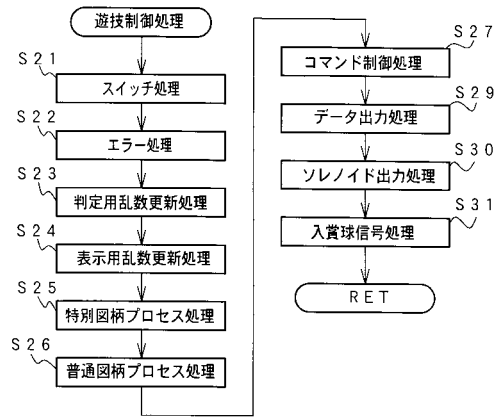 遊技制御処理
S21
スイッチ処理
S22
エラー処理
S23
判定用乱数更新処理
S24
表示用乱数更新処理
S25
特別図柄プロセス処理
S26
普通図柄プロセス処理
S27
コマンド制御処理
S29
データ出力処理
S30
ソレノイド出力処理
S31
入賞球信号処理
RET